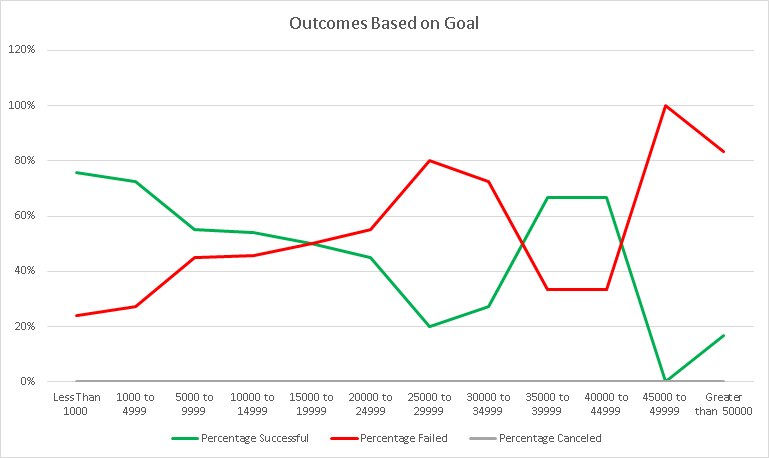 Outcomes Based on Goal
120%
100%
80%
60%
40%
20%
0%
Less Than 1000 to 5000 to 10000 to 15000 to 20000 to 25000 to 30000 to 35000 to 40000 to 45000 to Greater
1000 4999 9999 14999 19999 24999 29999 34999 39999 44999 49999 than 50000
Percentage Successful Percentage Failed Percentage Canceled